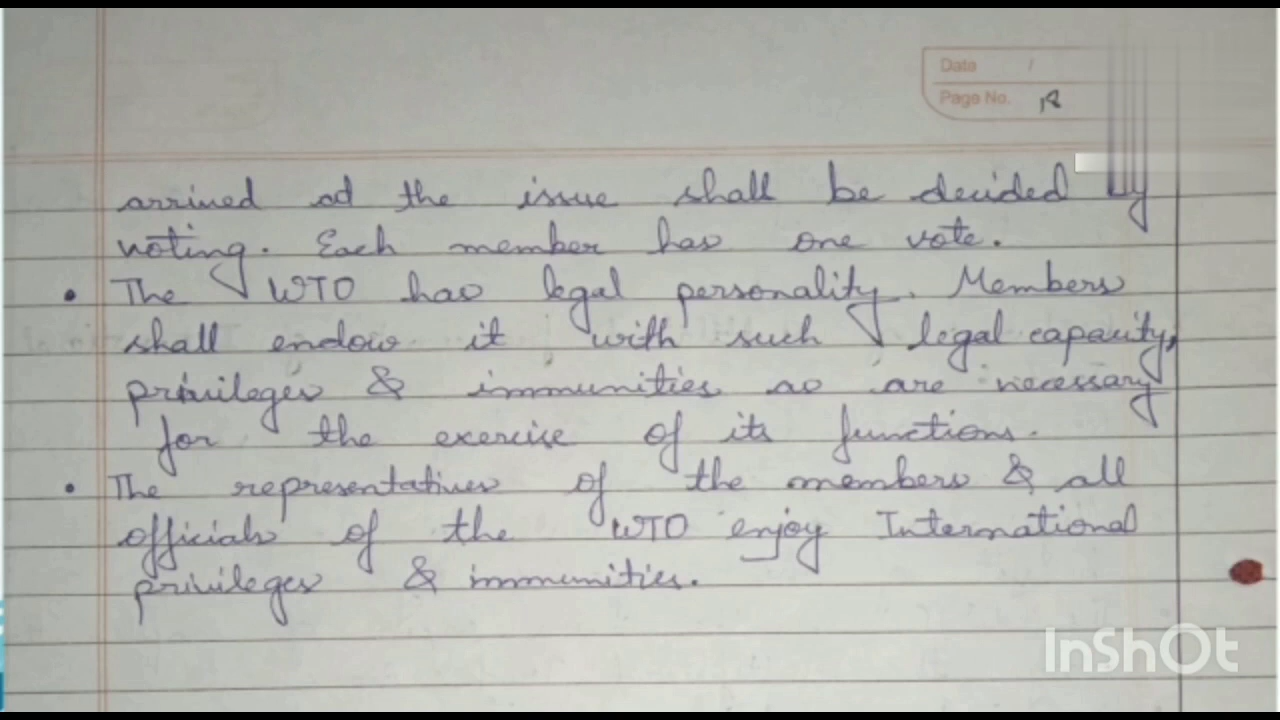 Date /
Page No. 18
arrived at the issue shall be decided by
voting. Each member has one vote.
• The WTO has legal personality. Members
shall endow it with such legal capacity,
privileges & immunities as are necessary
for the exercise of its functions.
• The representatives of the members & all
officials of the WTO enjoy International
privileges & immunities.
InShOt